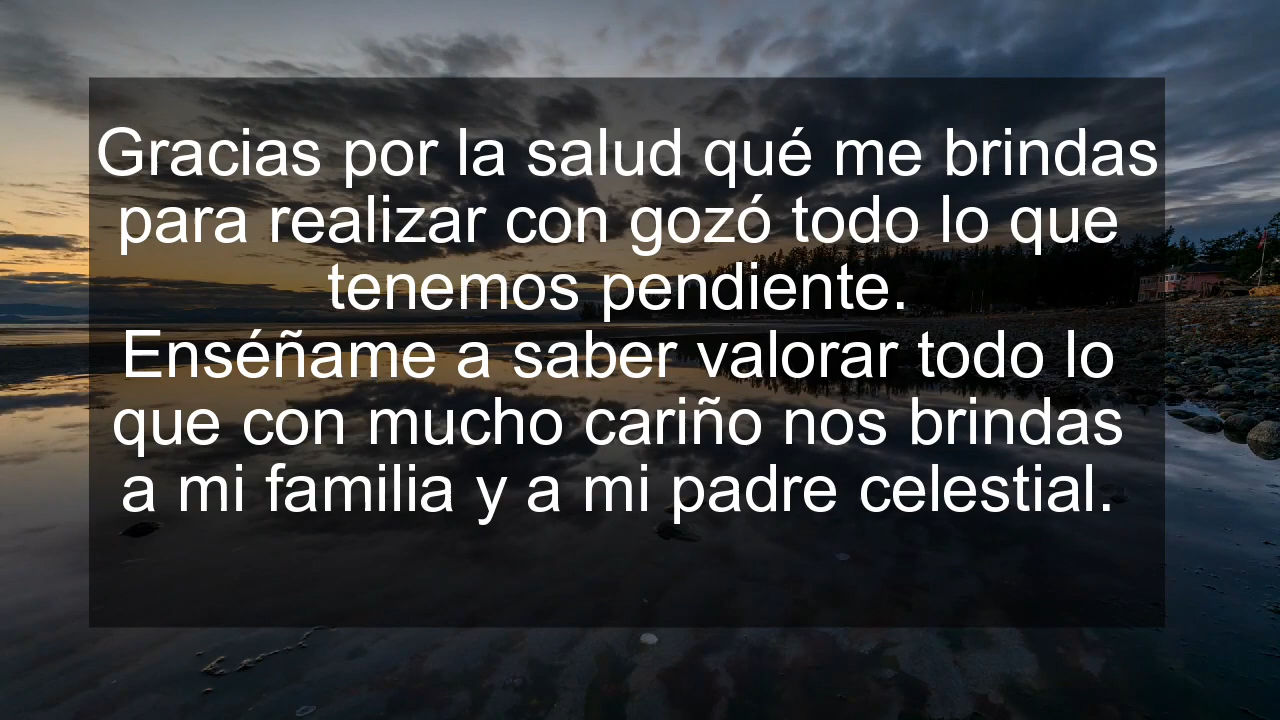 Gracias por la salud qué me brindas
para realizar con gozó todo lo que
tenemos pendiente.
Enséñame a saber valorar todo lo
que con mucho cariño nos brindas
a mi familia y a mi padre celestial.